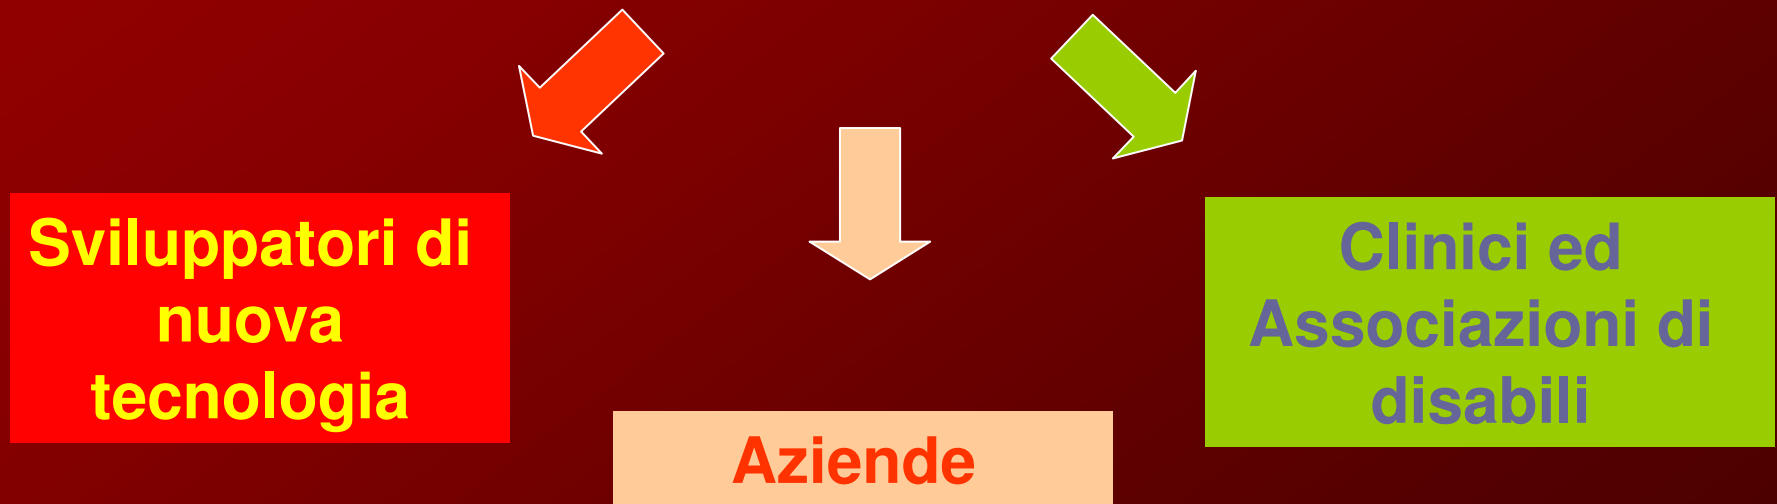 Sviluppatori di
nuova
tecnologia
Aziende
Clinici ed
Associazioni di
disabili